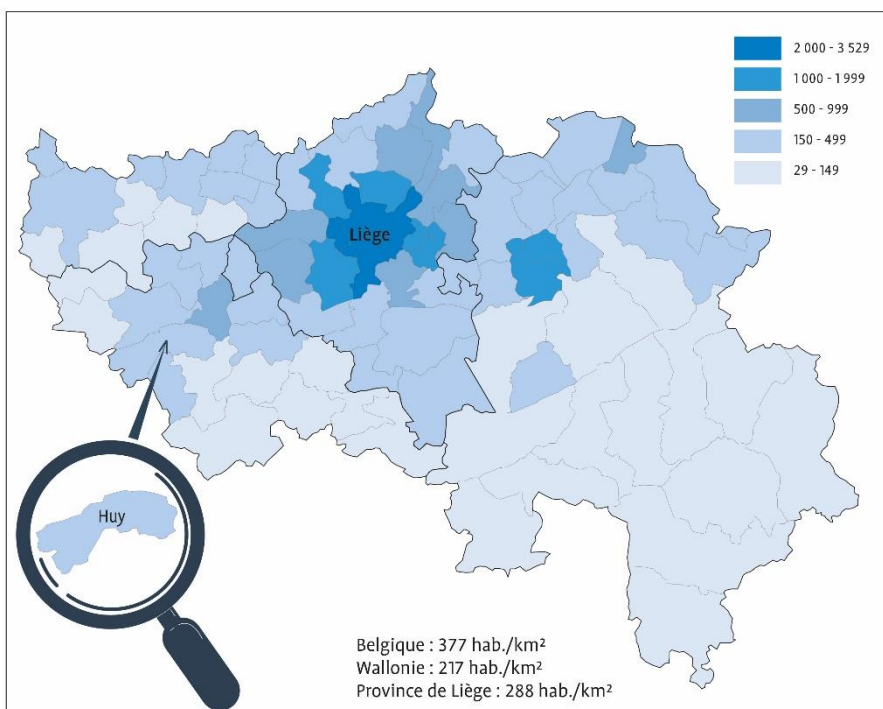 2 000 - 3 529
1 000 - 1 999
500 - 999
150 - 499
29 - 149
Liège
Huy
Belgique : 377 hab./km²
Wallonie : 217 hab./km²
Province de Liège : 288 hab./km²